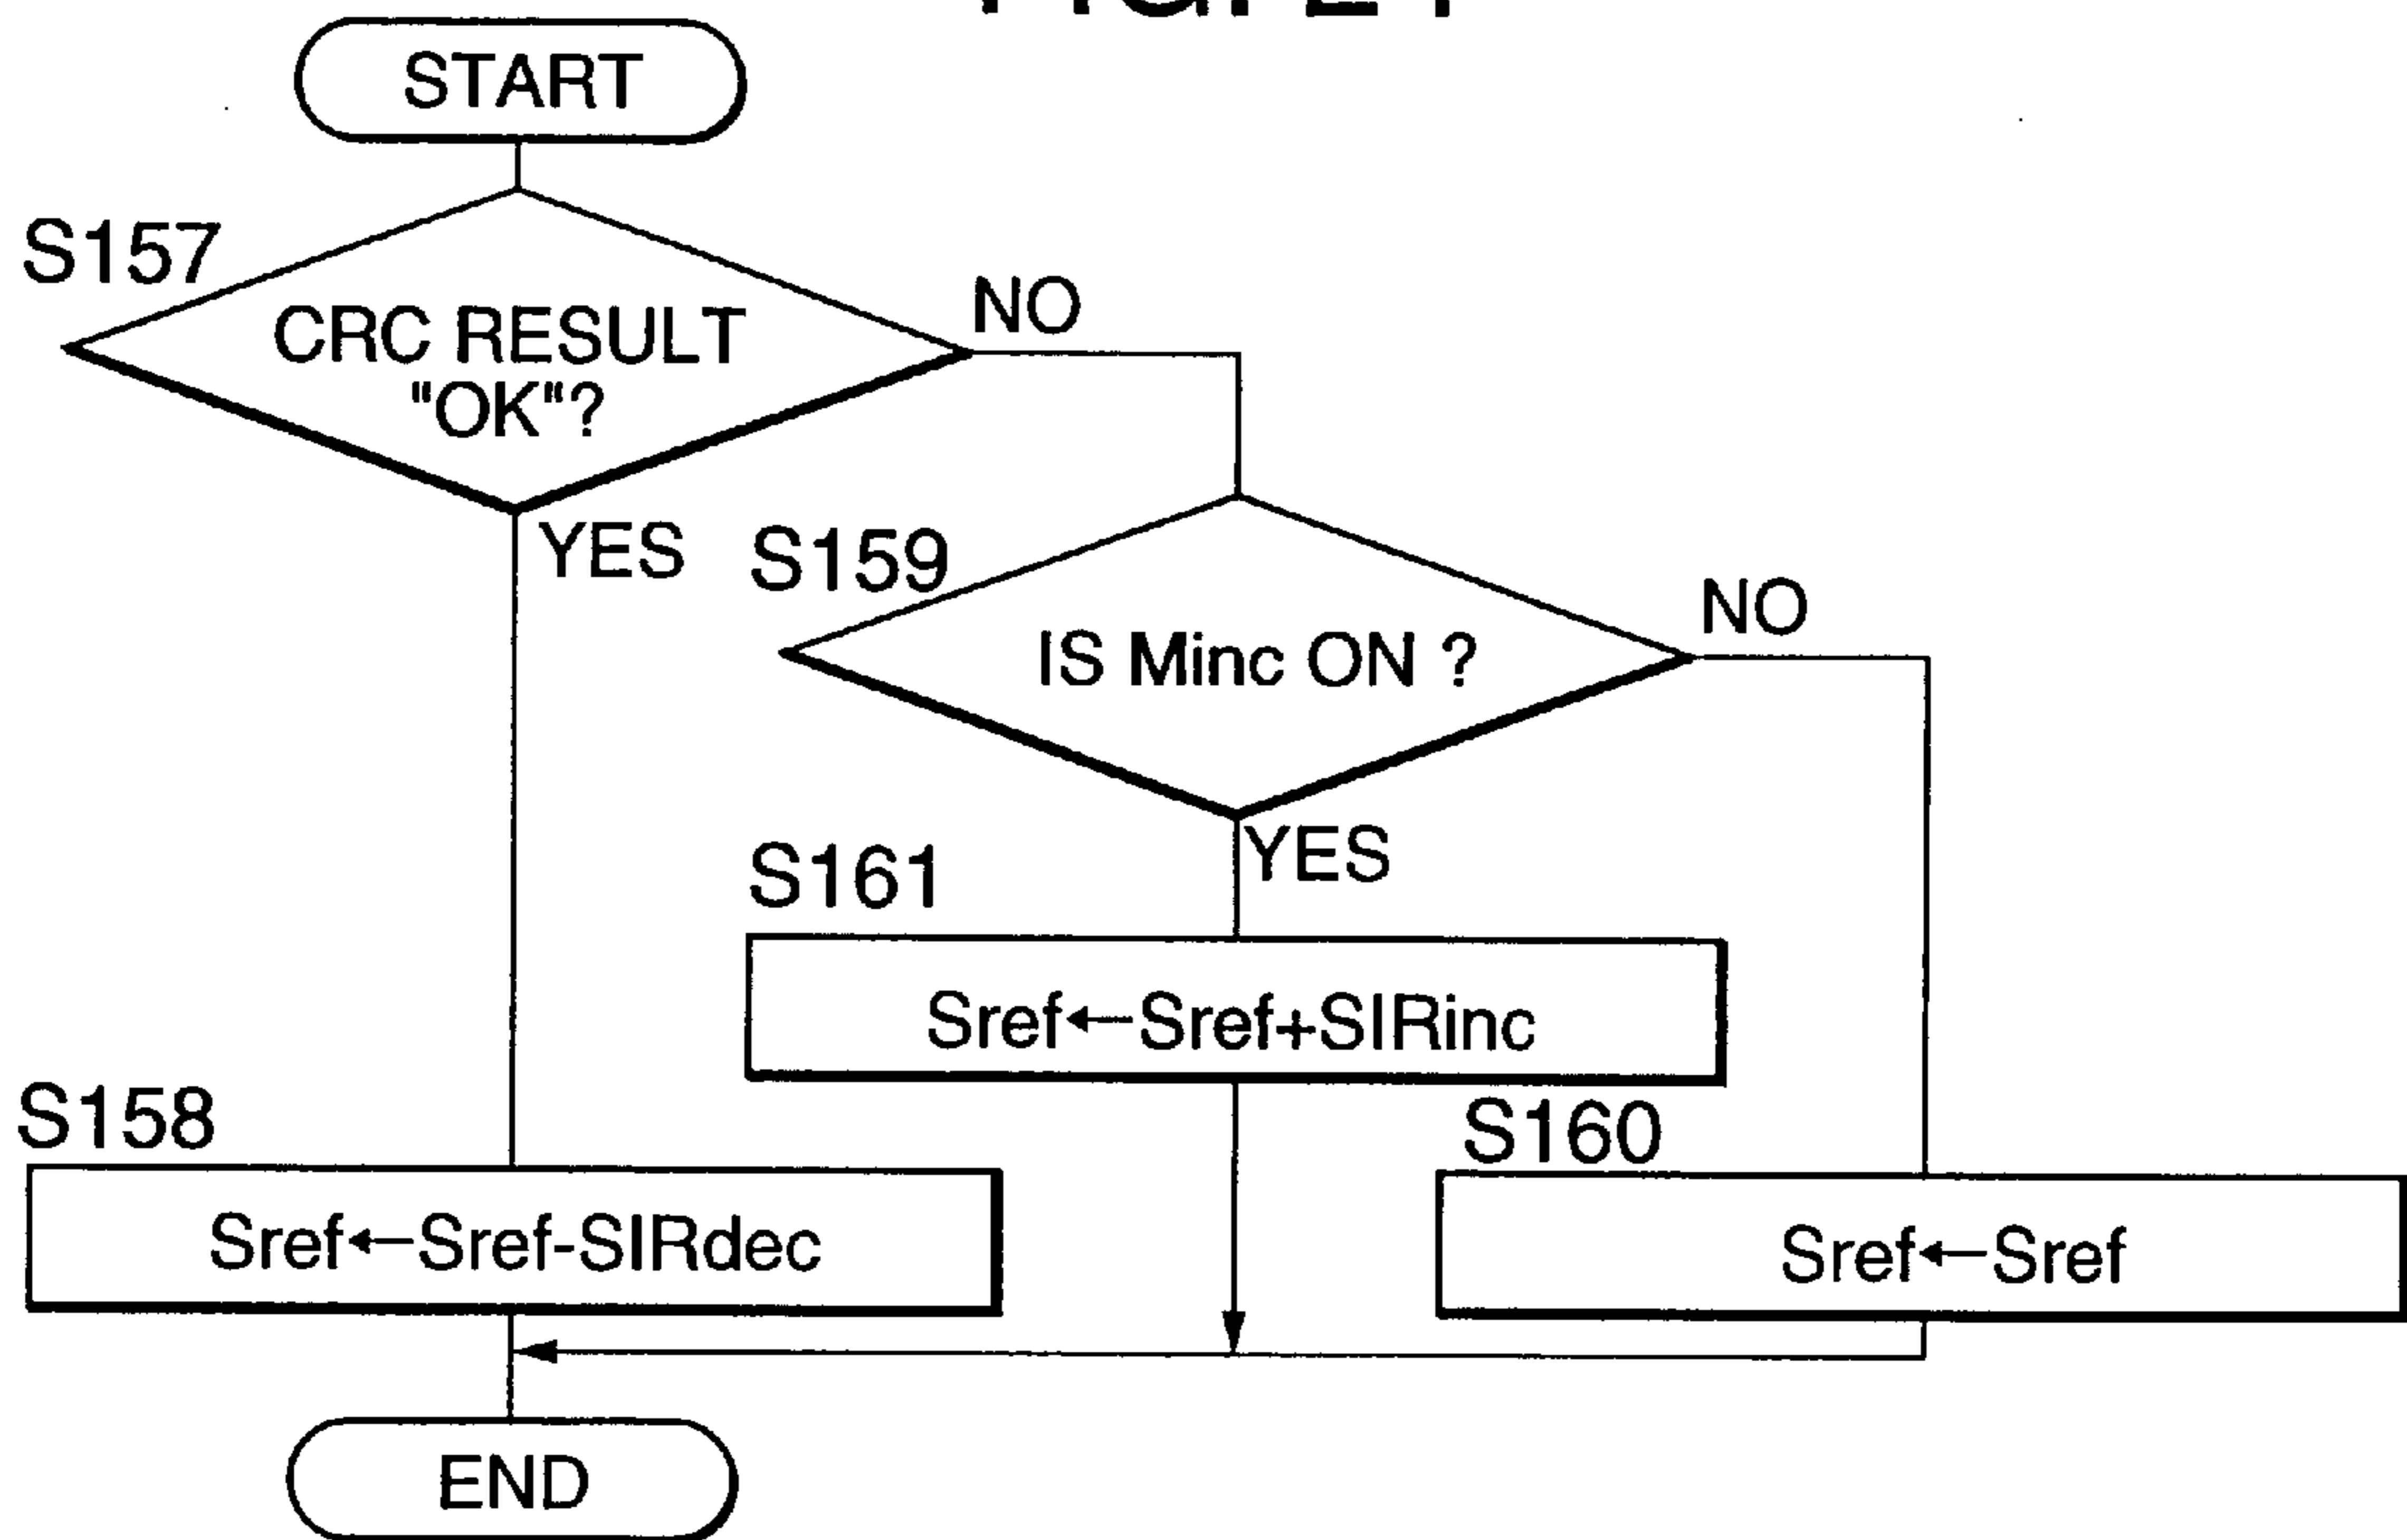 START
S157
CRC RESULT
"OK"?
NO
YES
S159
IS Minc ON ?
NO
YES
S161
Sref←Sref+SIRinc
S158
Sref←Sref-SIRdec
S160
Sref←Sref
END